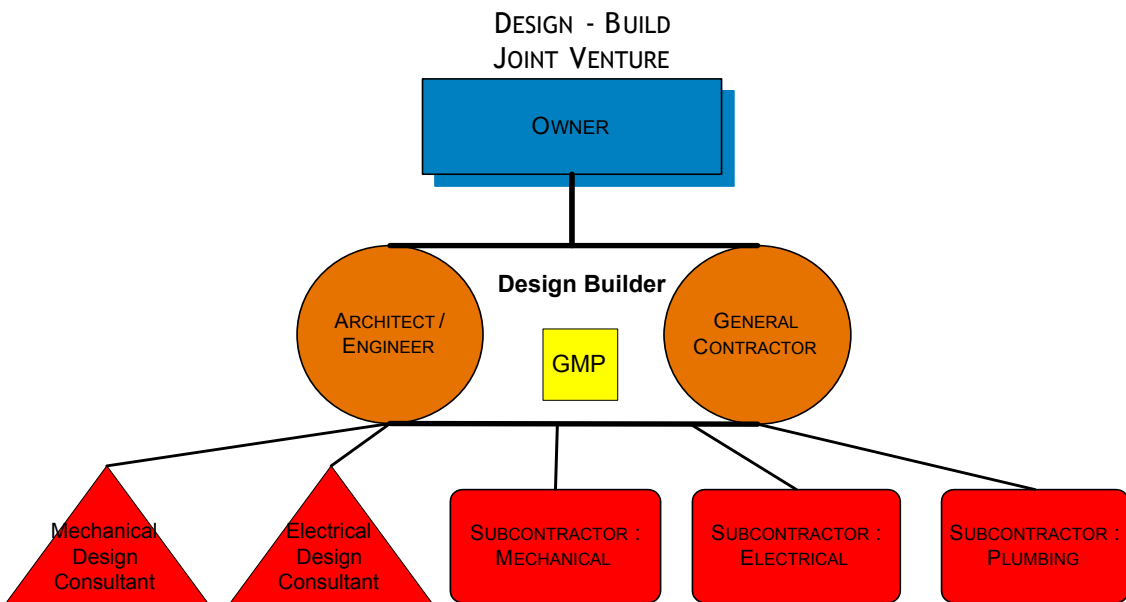 DESIGN - BUILD
JOINT VENTURE
OWNER
Design Builder
ARCHITECT /
ENGINEER
GENERAL
CONTRACTOR
GMP
Mechanical
Design
Consultant
Electrical
Design
Consultant
SUBCONTRACTOR :
MECHANICAL
SUBCONTRACTOR :
ELECTRICAL
SUBCONTRACTOR :
PLUMBING